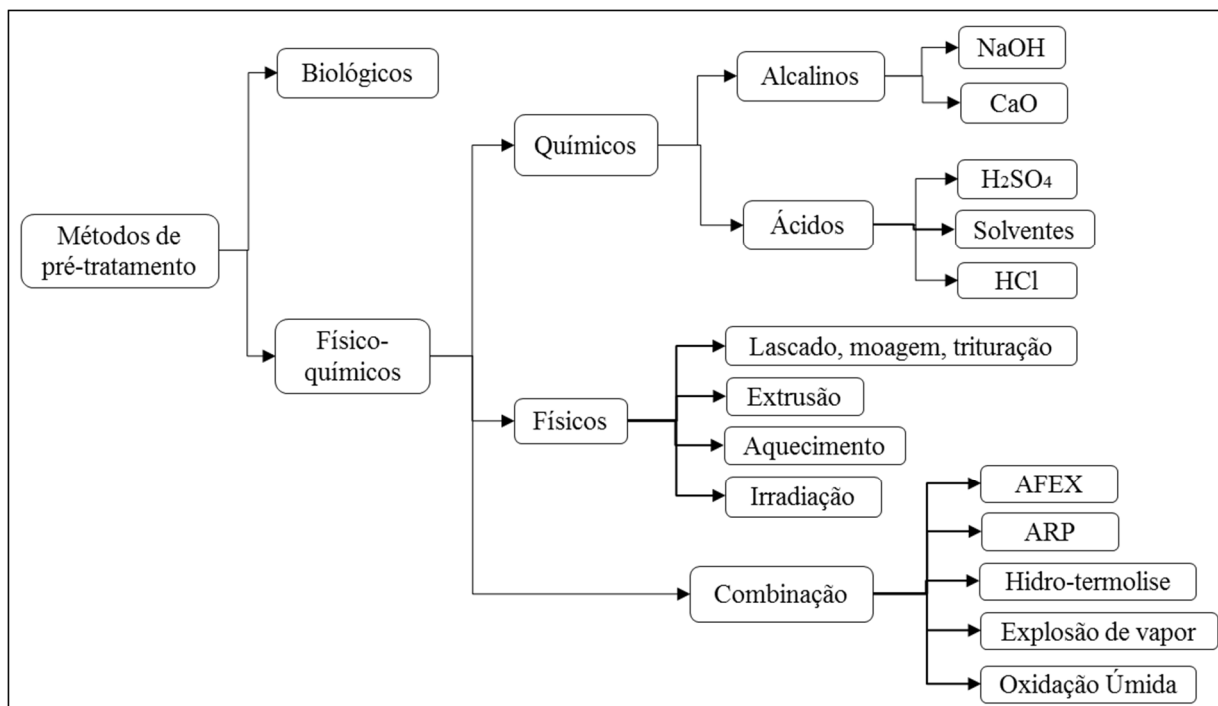 Métodos de
pré-tratamento
Biológicos
Físico-
químicos
Químicos
Alcalinos
NaOH
CaO
Ácidos
H₂SO₄
Solventes
HCl
Físicos
Lascado, moagem, trituração
Extrusão
Aquecimento
Irradiação
Combinação
AFEX
ARP
Hidro-termolise
Explosão de vapor
Oxidação Úmida